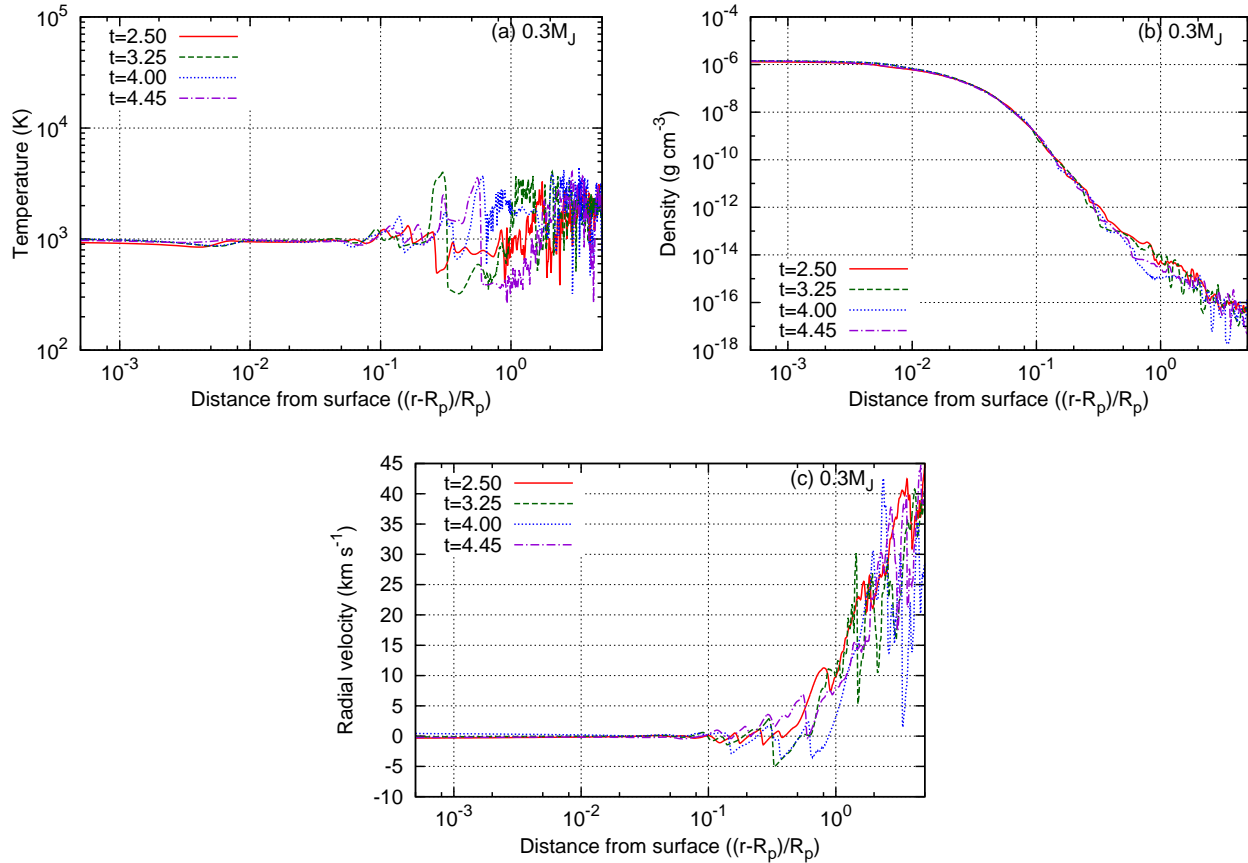 (a) 0.3M_J
t=2.50
t=3.25
t=4.00
t=4.45
Temperature (K)
10^5
10^4
10^3
10^2
10^-3 10^-2 10^-1 10^0
Distance from surface ((r-R_p)/R_p)
(b) 0.3M_J
Density (g cm^-3)
10^-4
10^-6
10^-8
10^-10
10^-12
10^-14
10^-16
10^-18
t=2.50
t=3.25
t=4.00
t=4.45
10^-3 10^-2 10^-1 10^0
Distance from surface ((r-R_p)/R_p)
(c) 0.3M_J
t=2.50
t=3.25
t=4.00
t=4.45
Radial velocity (km s^-1)
45
40
35
30
25
20
15
10
5
0
-5
-10
10^-3 10^-2 10^-1 10^0
Distance from surface ((r-R_p)/R_p)